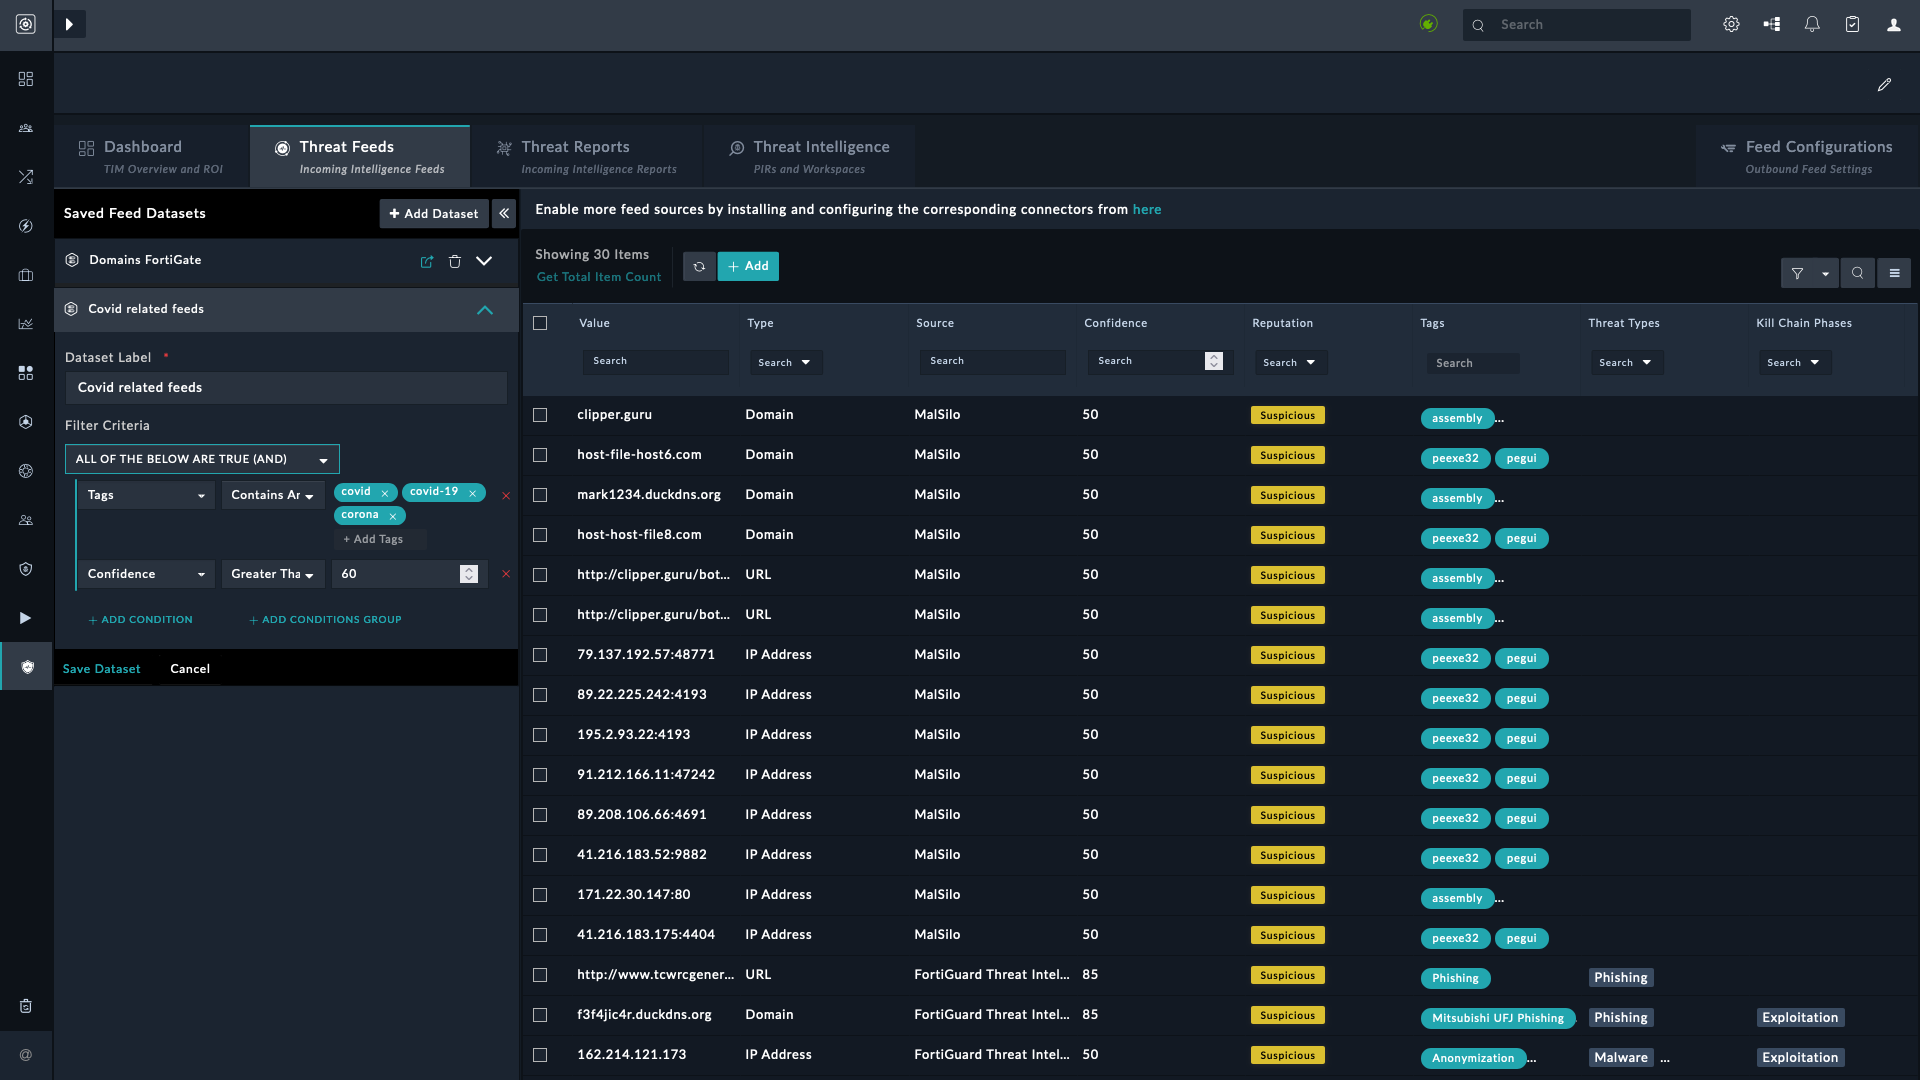 Search
Dashboard
TIM Overview and ROI
Threat Feeds
Incoming Intelligence Feeds
Threat Reports
Incoming Intelligence Reports
Threat Intelligence
PIRs and Workspaces
Feed Configurations
Outbound Feed Settings
Saved Feed Datasets
+ Add Dataset
Domains FortiGate
Covid related feeds
Dataset Label *
Covid related feeds
Filter Criteria
ALL OF THE BELOW ARE TRUE (AND)
Tags Contains Ar covid × covid-19 × ×
corona ×
+ Add Tags
Confidence Greater Tha 60 ×
+ ADD CONDITION + ADD CONDITIONS GROUP
Save Dataset Cancel
@
Enable more feed sources by installing and configuring the corresponding connectors from here
Showing 30 Items
Get Total Item Count
+ Add
Value Type Source Confidence Reputation Tags Threat Types Kill Chain Phases
Search Search Search Search Search Search Search Search
clipper.guru Domain MalSilo 50 Suspicious assembly ...
host-file-host6.com Domain MalSilo 50 Suspicious peexe32 pegui
mark1234.duckdns.org Domain MalSilo 50 Suspicious assembly ...
host-host-file8.com Domain MalSilo 50 Suspicious peexe32 pegui
http://clipper.guru/bot... URL MalSilo 50 Suspicious assembly ...
http://clipper.guru/bot... URL MalSilo 50 Suspicious assembly ...
79.137.192.57:48771 IP Address MalSilo 50 Suspicious peexe32 pegui
89.22.225.242:4193 IP Address MalSilo 50 Suspicious peexe32 pegui
195.2.93.22:4193 IP Address MalSilo 50 Suspicious peexe32 pegui
91.212.166.11:47242 IP Address MalSilo 50 Suspicious peexe32 pegui
89.208.106.66:4691 IP Address MalSilo 50 Suspicious peexe32 pegui
41.216.183.52:9882 IP Address MalSilo 50 Suspicious peexe32 pegui
171.22.30.147:80 IP Address MalSilo 50 Suspicious assembly ...
41.216.183.175:4404 IP Address MalSilo 50 Suspicious peexe32 pegui
http://www.tcwrcgener... URL FortiGuard Threat Intel... 85 Suspicious Phishing Phishing
f3f4jic4r.duckdns.org Domain FortiGuard Threat Intel... 85 Suspicious Mitsubishi UFJ Phishing Phishing Exploitation
162.214.121.173 IP Address FortiGuard Threat Intel... 50 Suspicious Anonymization ... Malware ... Exploitation